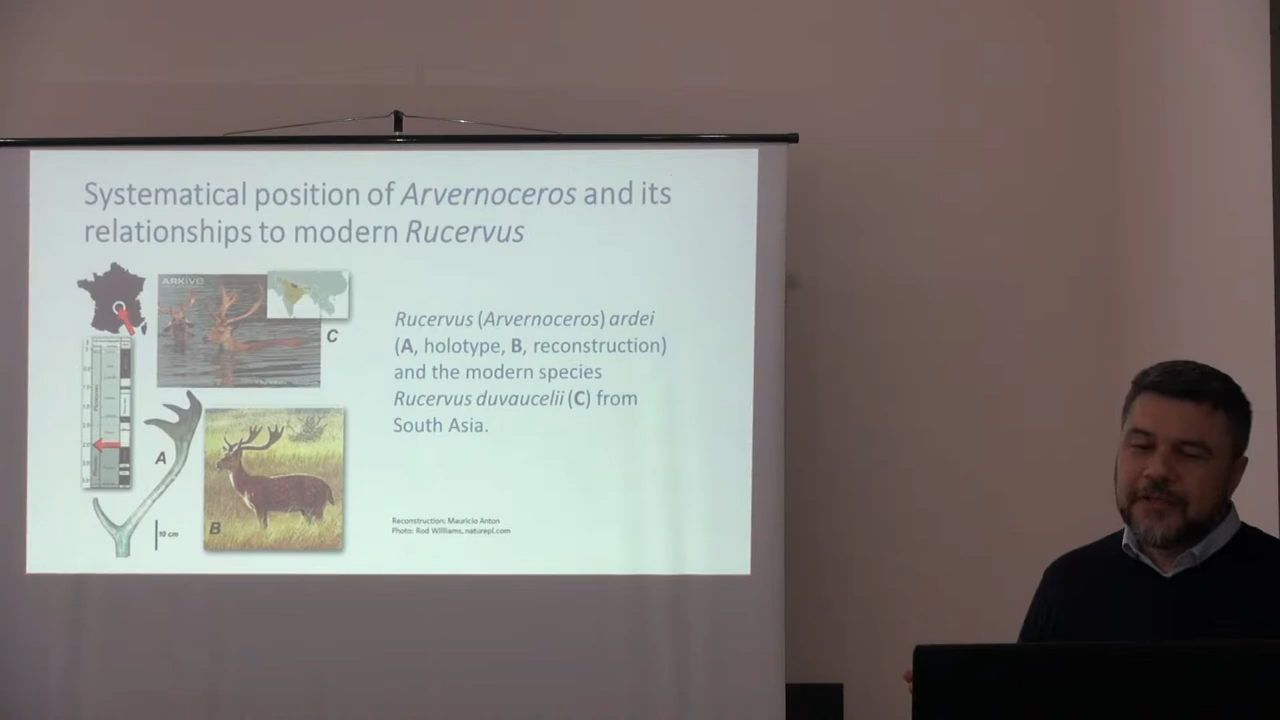 Systematical position of Arvernoceros and its
relationships to modern Rucervus
ARKIVE
C
Rucervus (Arvernoceros) ardei
(A, holotype, B, reconstruction)
and the modern species
Rucervus duvaucelii (C) from
South Asia.
A
B
10 cm
Reconstruction: Mauricio Anton
Photo: Rod Williams, naturepl.com